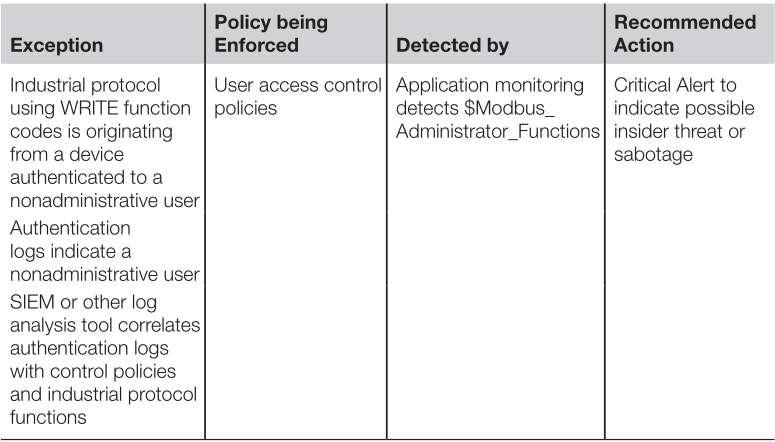 Exception
Policy being
Enforced
Detected by
Recommended
Action
Industrial protocol
using WRITE function
codes is originating
from a device
authenticated to a
nonadministrative user
User access control
policies
Application monitoring
detects $Modbus_
Administrator_Functions
Critical Alert to
indicate possible
insider threat or
sabotage
Authentication
logs indicate a
nonadministrative user
SIEM or other log
analysis tool correlates
authentication logs
with control policies
and industrial protocol
functions